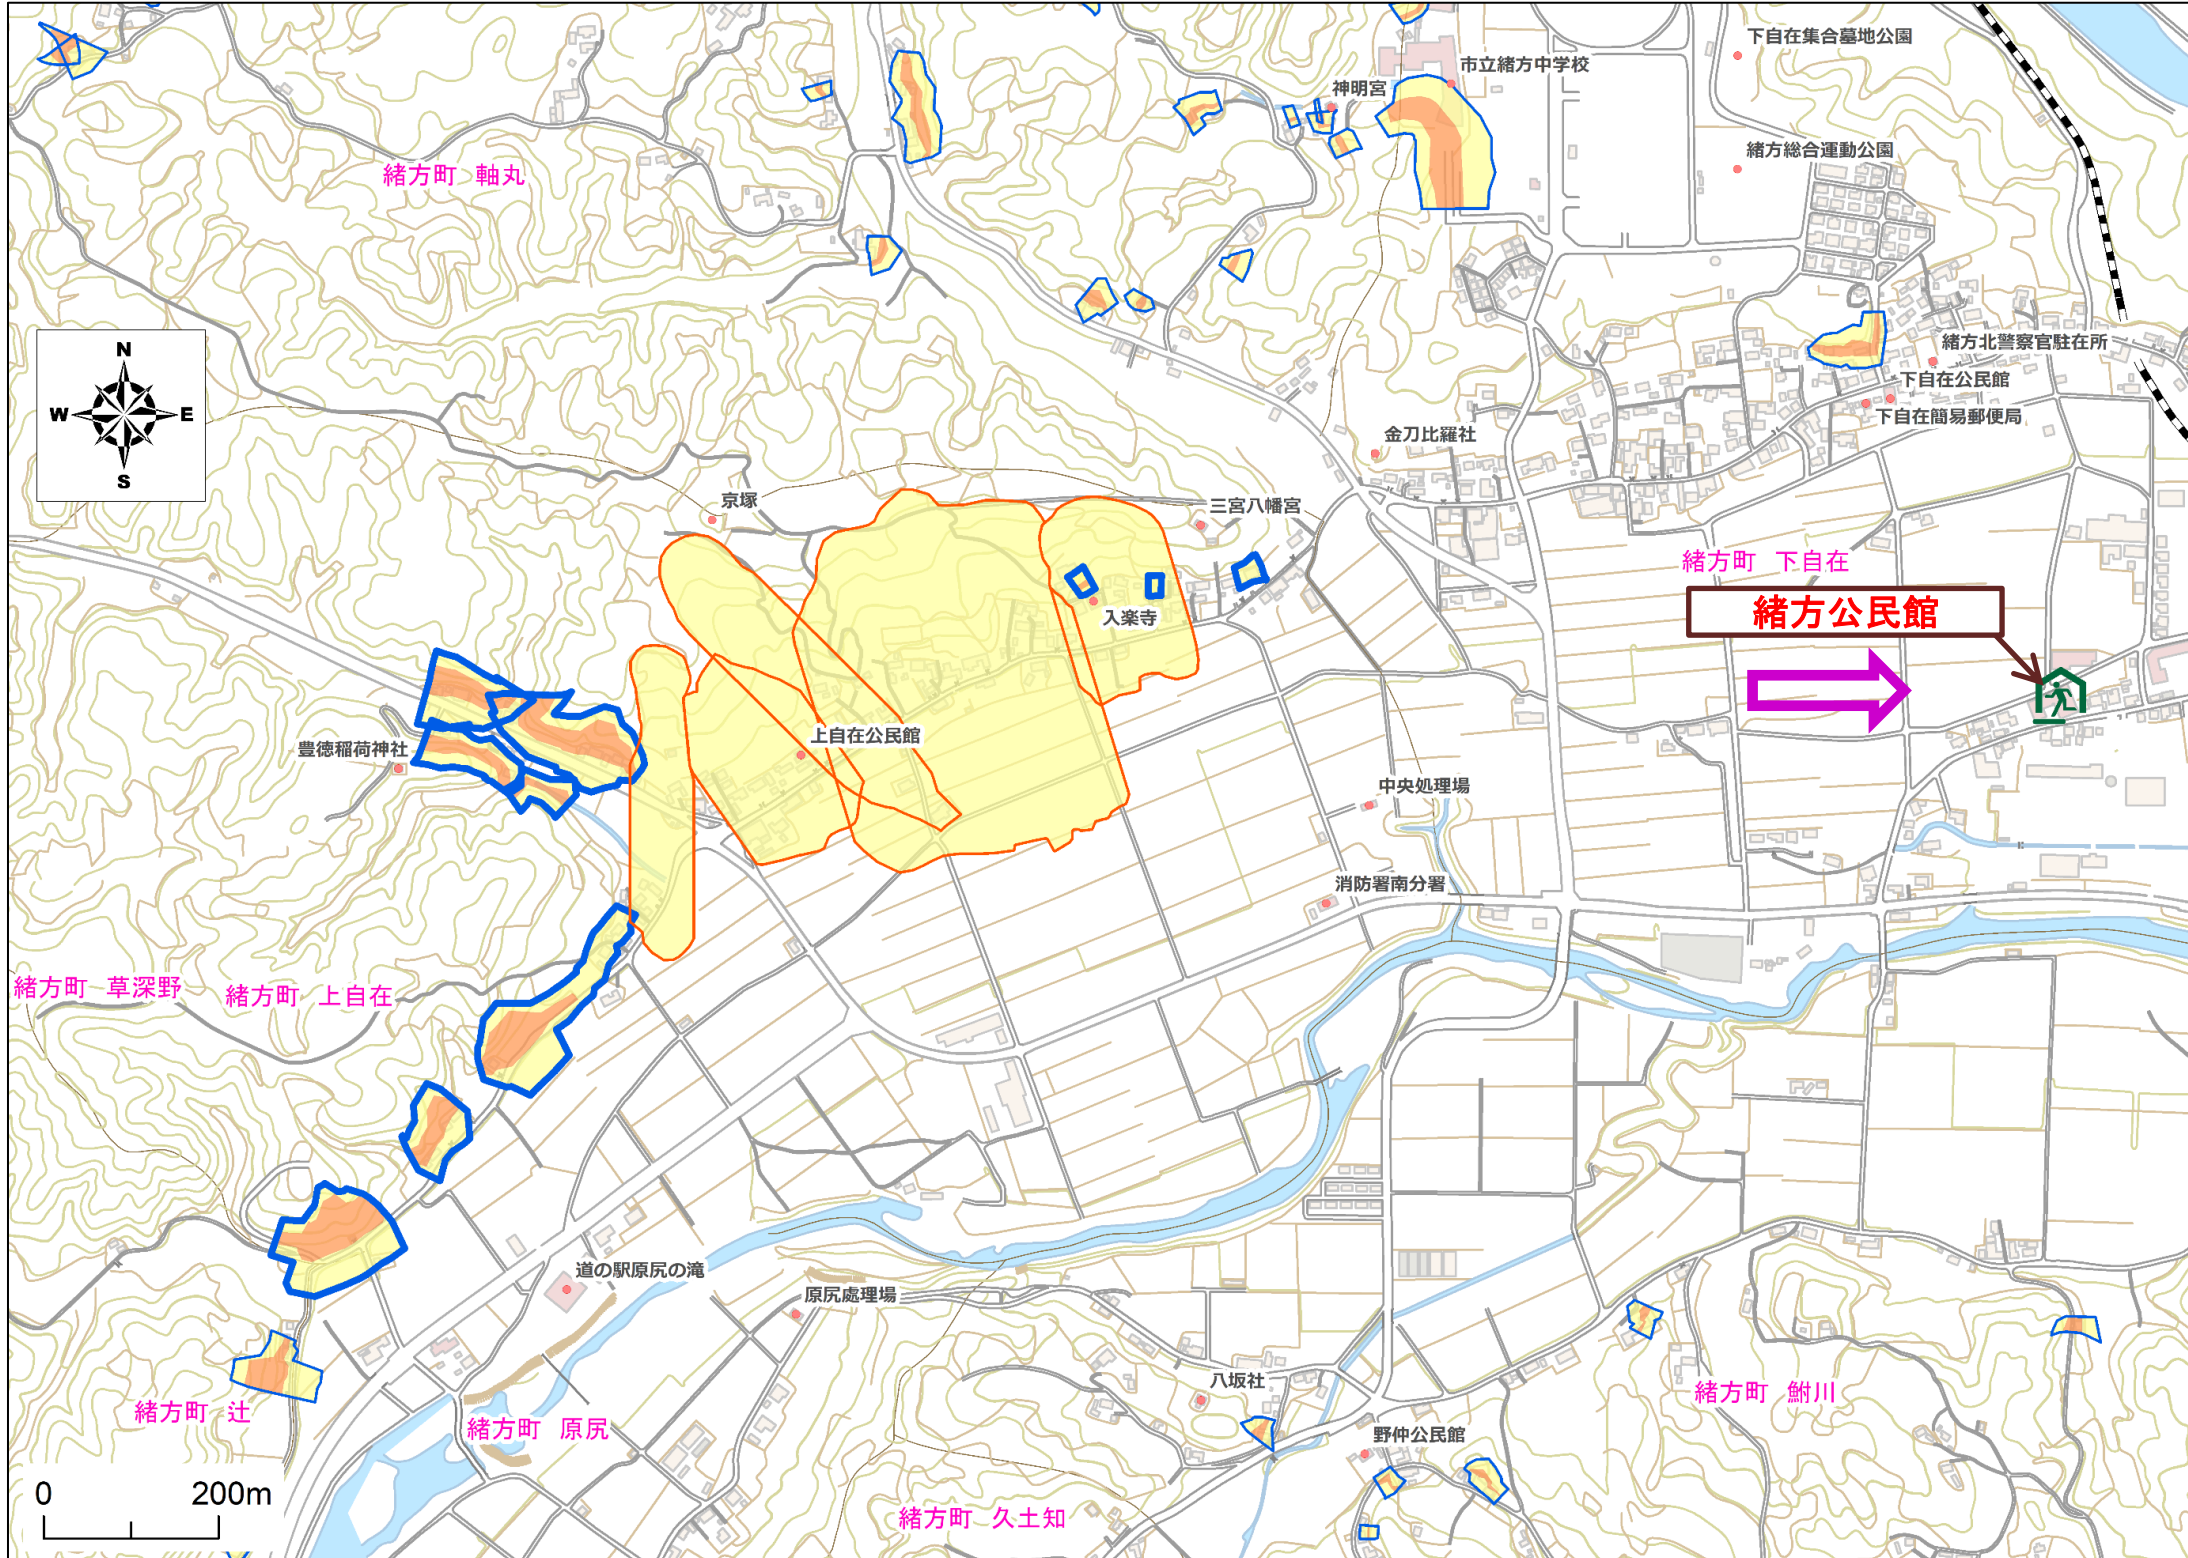 下自在集合墓地公園
市立緒方中学校
神明宮
緒方総合運動公園
緒方町 軸丸
N
W
E
S
緒方北警察官駐在所
下自在公民館
下自在簡易郵便局
金刀比羅社
京塚
三宮八幡宮
緒方町 下自在
緒方公民館
入楽寺
上自在公民館
豊徳稲荷神社
中央処理場
消防署南分署
緒方町 草深野
緒方町 上自在
道の駅原尻の滝
原尻處理場
緒方町 辻
緒方町 原尻
八坂社
緒方町 鮒川
野仲公民館
緒方町 久土知
0
200m